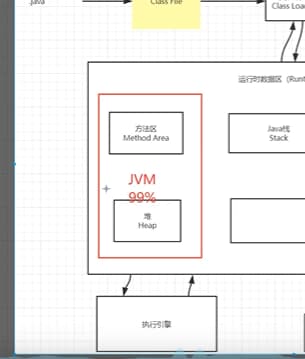 .java
Class File
Class Loa
运行时数据区（Runt
方法区
Method Area
Java栈
Stack
JVM
99%
堆
Heap
执行引擎